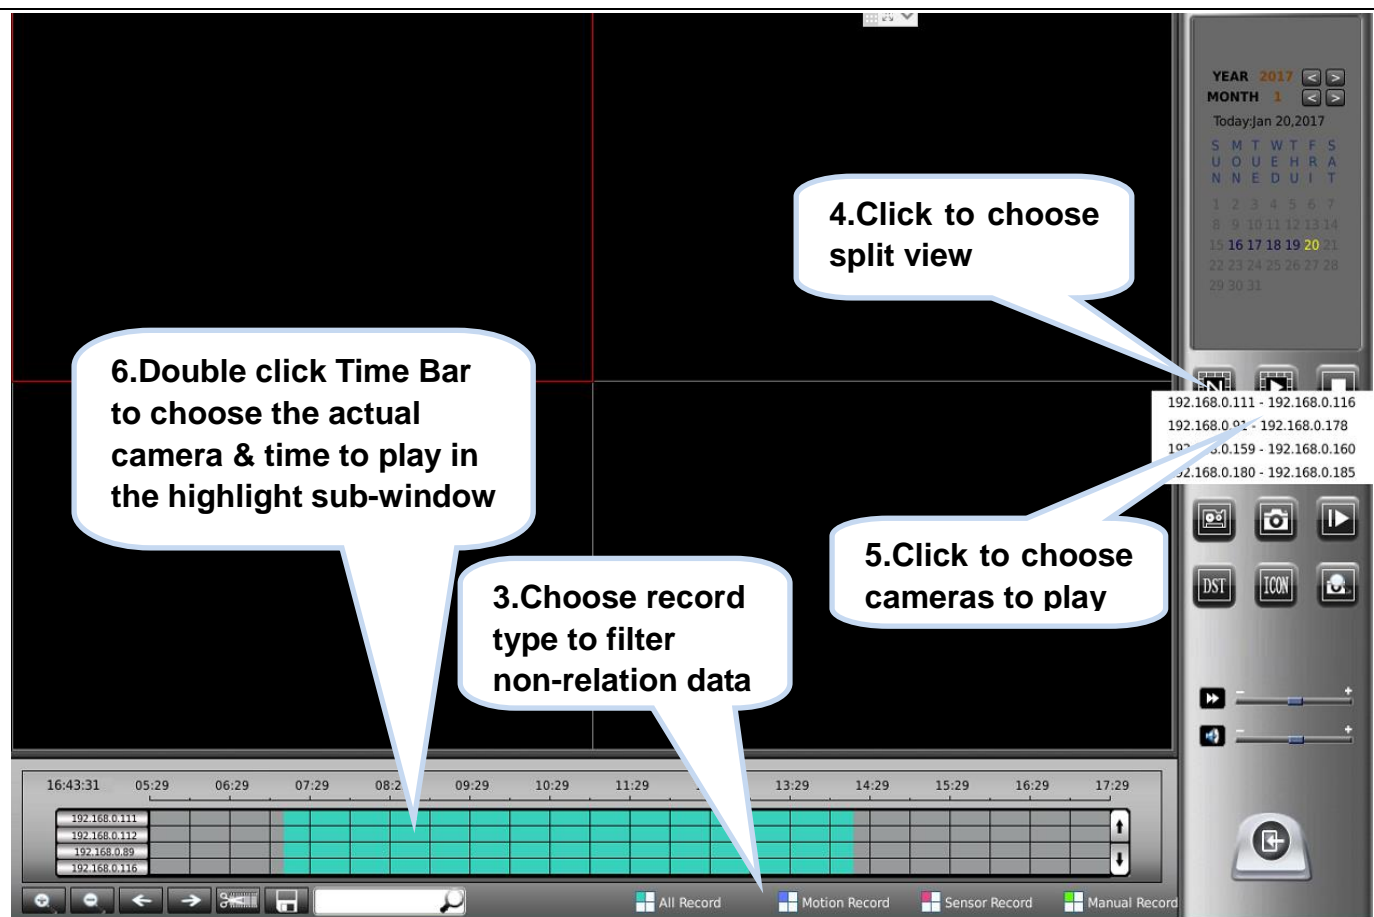 YEAR 2017 < >
MONTH 1 < >
Today:Jan 20,2017
S M T W T F S
U O U E H R A
N N E D U I T
1 2 3 4 5 6 7
8 9 10 11 12 13 14
15 16 17 18 19 20 21
22 23 24 25 26 27 28
29 30 31
4.Click to choose
split view
6.Double click Time Bar
to choose the actual
camera & time to play in
the highlight sub-window
N
192.168.0.111 - 192.168.0.116
192.168.0.91 - 192.168.0.178
192.168.0.159 - 192.168.0.160
192.168.0.180 - 192.168.0.185
5.Click to choose
cameras to play
3.Choose record
type to filter
non-relation data
DST ICON
- +
- +
16:43:31 05:29 06:29 07:29 08:2 09:29 10:29 11:29 13:29 14:29 15:29 16:29 17:29
192.168.0.111
192.168.0.112
192.168.0.89
192.168.0.116
All Record Motion Record Sensor Record Manual Record